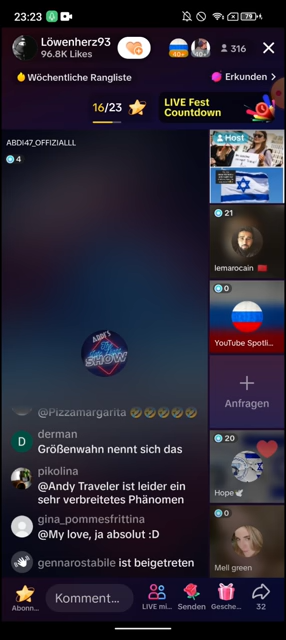 23:23
79
Löwenherz93
96.8K Likes
40+
40+
316
Wöchentliche Rangliste
Erkunden >
16/23
LIVE Fest
Countdown
ABDI47_OFFIZIALLL
4
Host
21
lemarocain 🇲🇦
0
YouTube Spotli...
SHOW
+
Anfragen
@Pizzamargarita 🤣🤣🤣🤣🤣
D
derman
Größenwahn nennt sich das
20
Hope🕊
pikolina
@Andy Traveler ist leider ein
sehr verbreitetes Phänomen
gina_pommesfrittina
@My love, ja absolut :D
0
Mell green
gennarostabile ist beigetreten
Abonn...
Komment...
LIVE mi...
Senden
Gesche...
32